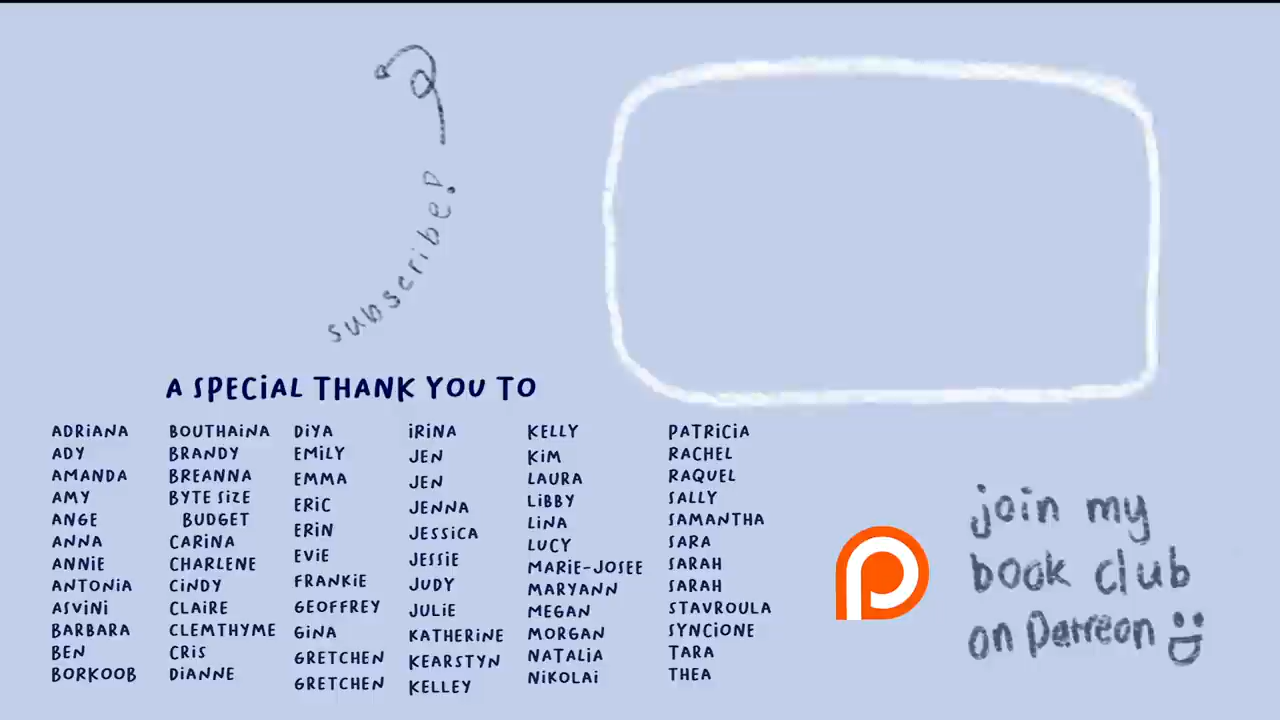 subscribe!
A SPECIAL THANK YOU TO
ADRIANA
ADY
AMANDA
AMY
ANGE
ANNA
ANNIE
ANTONIA
ASVINI
BARBARA
BEN
BORKOOB
BOUTHAINA
BRANDY
BREANNA
BYTE SIZE
BUDGET
CARINA
CHARLENE
CINDY
CLAIRE
CLEMTHYME
CRIS
DIANNE
DIYA
EMILY
EMMA
ERIC
ERIN
EVIE
FRANKIE
GEOFFREY
GINA
GRETCHEN
GRETCHEN
IRINA
JEN
JEN
JENNA
JESSICA
JESSIE
JUDY
JULIE
KATHERINE
KEARSTYN
KELLEY
KELLY
KIM
LAURA
LIBBY
LINA
LUCY
MARIE-JOSEE
MARYANN
MEGAN
MORGAN
NATALIA
NIKOLAI
PATRICIA
RACHEL
RAQUEL
SALLY
SAMANTHA
SARA
SARAH
SARAH
STAVROULA
SYNCIONE
TARA
THEA
join my
book club
on Patreon